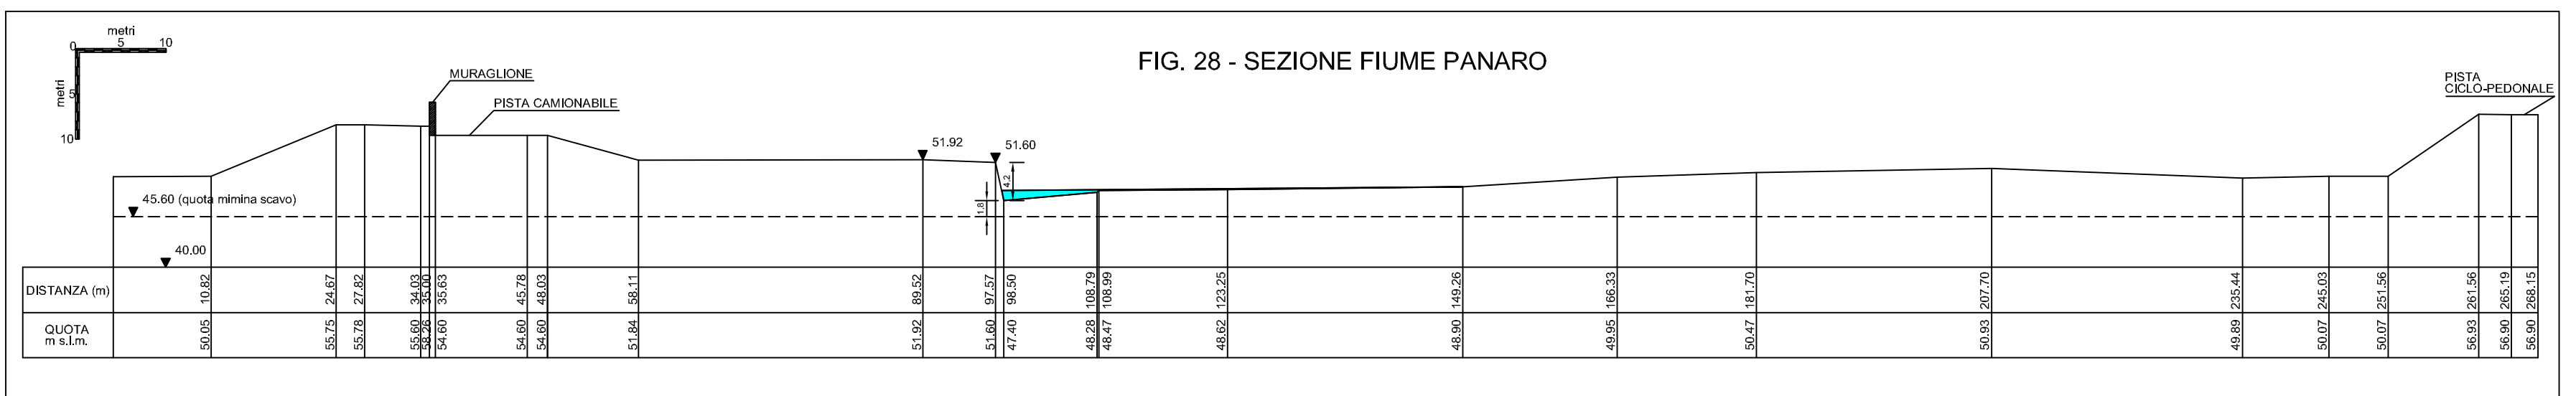 metri
0 5 10
metri
5
10
FIG. 28 - SEZIONE FIUME PANARO
MURAGLIONE
PISTA CAMIONABILE
PISTA
CICLO-PEDONALE
51.92
51.60
4.2
1.8
45.60 (quota mimina scavo)
40.00
DISTANZA (m)
10.82 24.67 27.82 34.03 35.00 35.63 45.78 48.03 58.11 89.52 97.57 98.50 108.79 108.99 123.25 149.26 166.33 181.70 207.70 235.44 245.03 251.56 261.56 265.19 268.15
QUOTA
m s.l.m.
50.05 55.75 55.78 55.60 58.26 54.60 54.60 54.60 51.84 51.92 51.60 47.40 48.28 48.47 48.62 48.90 49.95 50.47 50.93 49.89 50.07 50.07 56.93 56.90 56.90